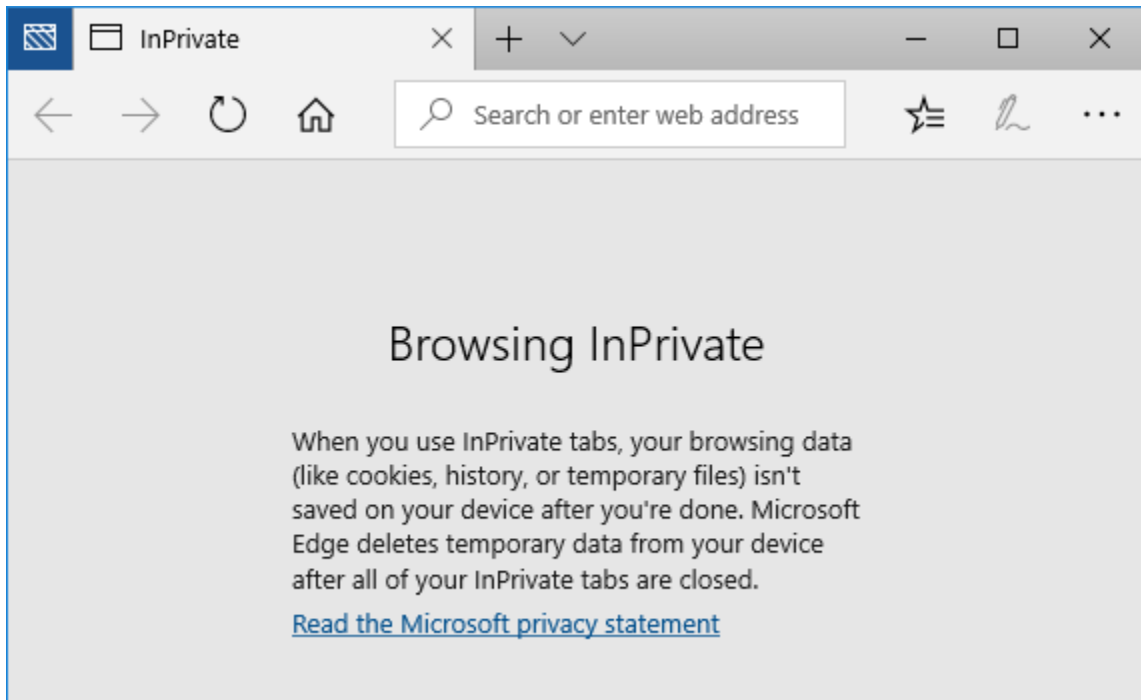 InPrivate
Search or enter web address
Browsing InPrivate
When you use InPrivate tabs, your browsing data
(like cookies, history, or temporary files) isn't
saved on your device after you're done. Microsoft
Edge deletes temporary data from your device
after all of your InPrivate tabs are closed.
Read the Microsoft privacy statement